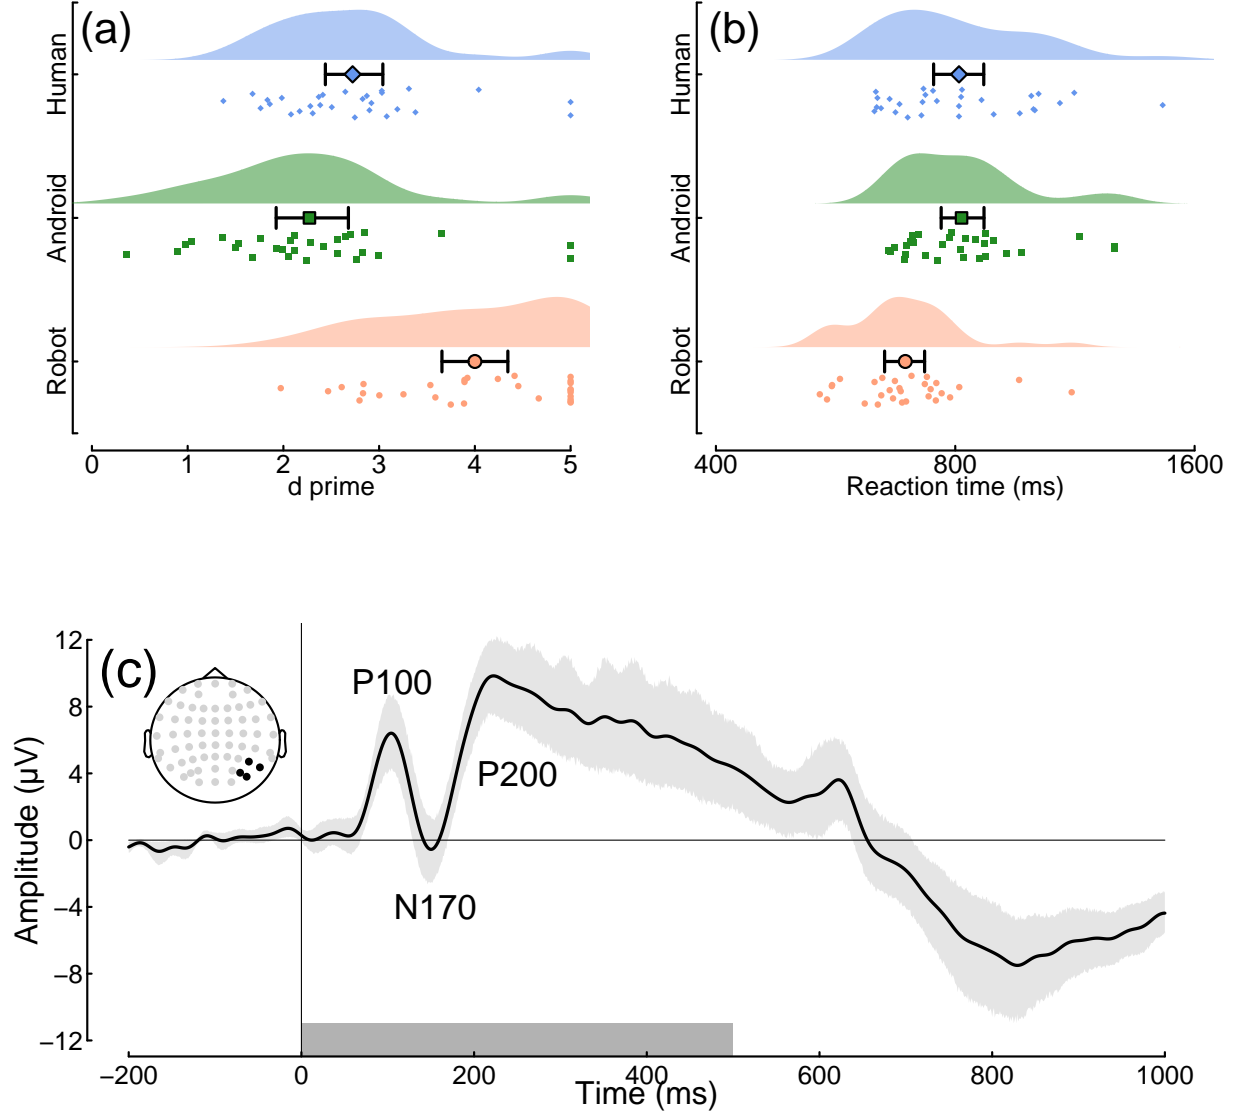 (a)
Human
Android
Robot
0 1 2 3 4 5
d prime
(b)
Human
Android
Robot
400 800 1600
Reaction time (ms)
(c)
P100
N170
P200
12
8
4
0
−4
−8
−12
Amplitude (µV)
−200 0 200 400 600 800 1000
Time (ms)